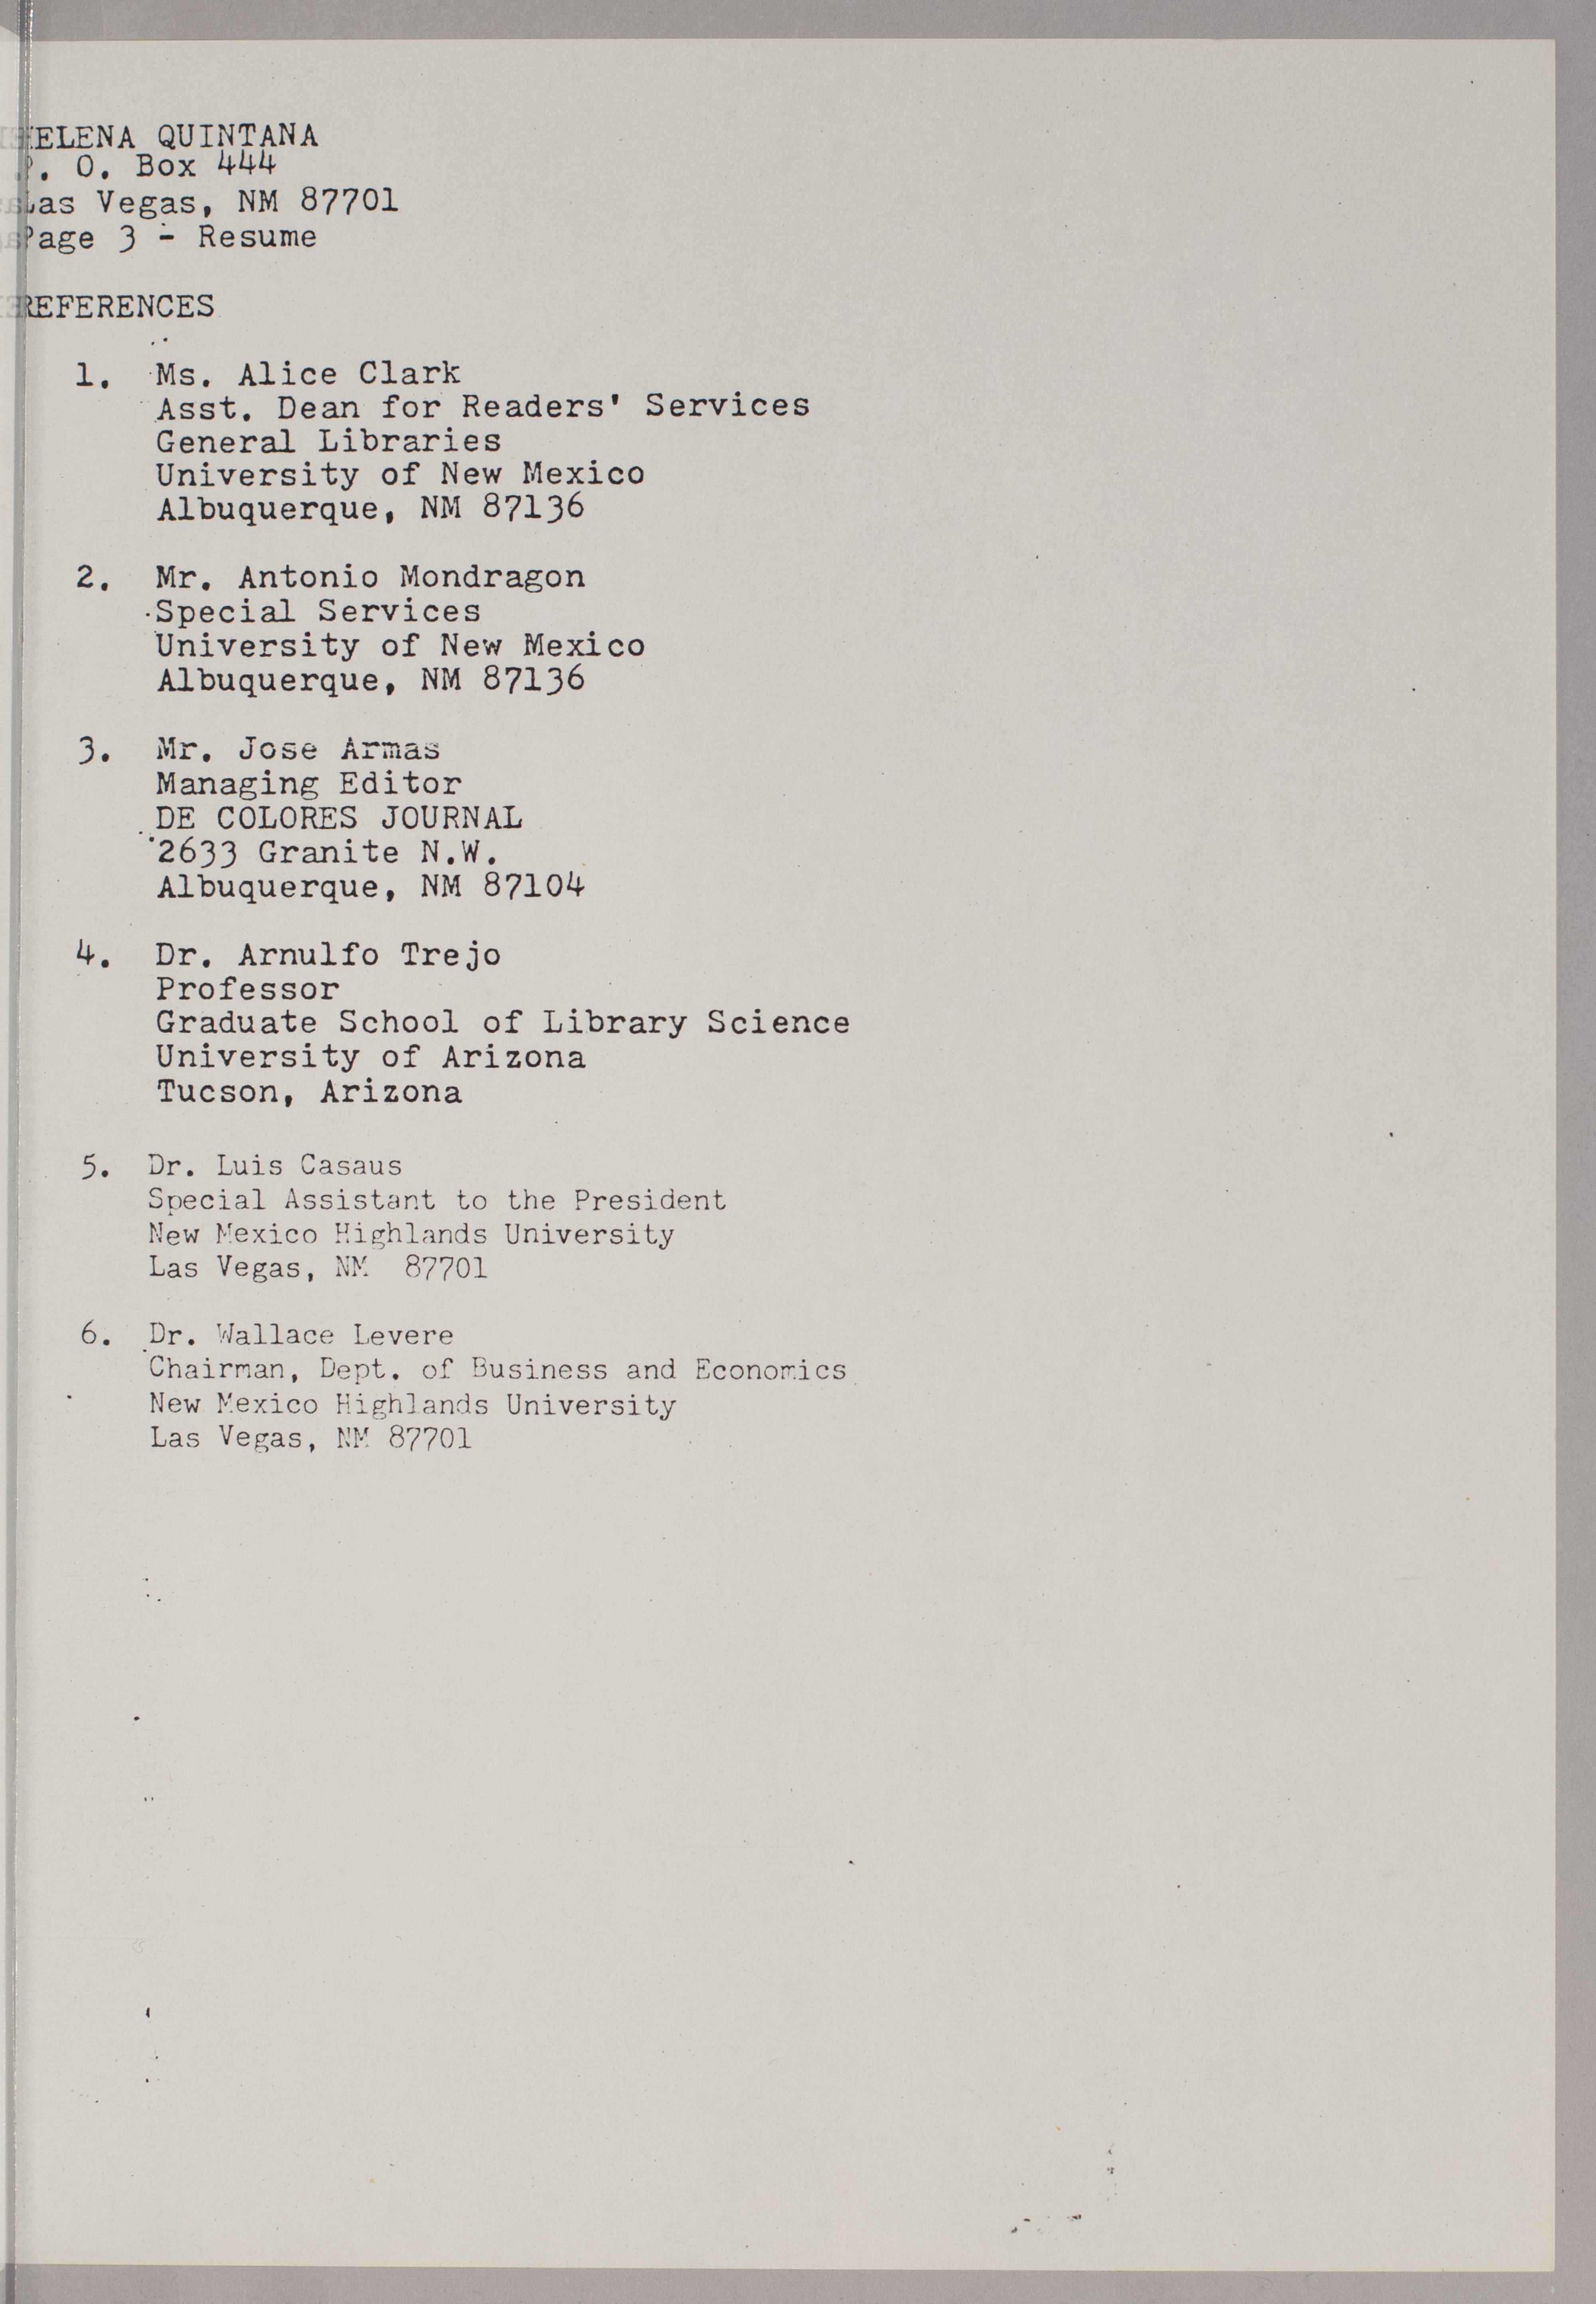 HELENA QUINTANA
P. O. Box 444
Las Vegas, NM 87701
Page 3 - Resume
REFERENCES
1. Ms. Alice Clark
Asst. Dean for Readers' Services
General Libraries
University of New Mexico
Albuquerque, NM 87136
2. Mr. Antonio Mondragon
Special Services
University of New Mexico
Albuquerque, NM 87136
3. Mr. Jose Armas
Managing Editor
DE COLORES JOURNAL
2633 Granite N.W.
Albuquerque, NM 87104
4. Dr. Arnulfo Trejo
Professor
Graduate School of Library Science
University of Arizona
Tucson, Arizona
5. Dr. Luis Casaus
Special Assistant to the President
New Mexico Highlands University
Las Vegas, NM 87701
6. Dr. Wallace Levere
Chairman, Dept. of Business and Economics
New Mexico Highlands University
Las Vegas, NM 87701